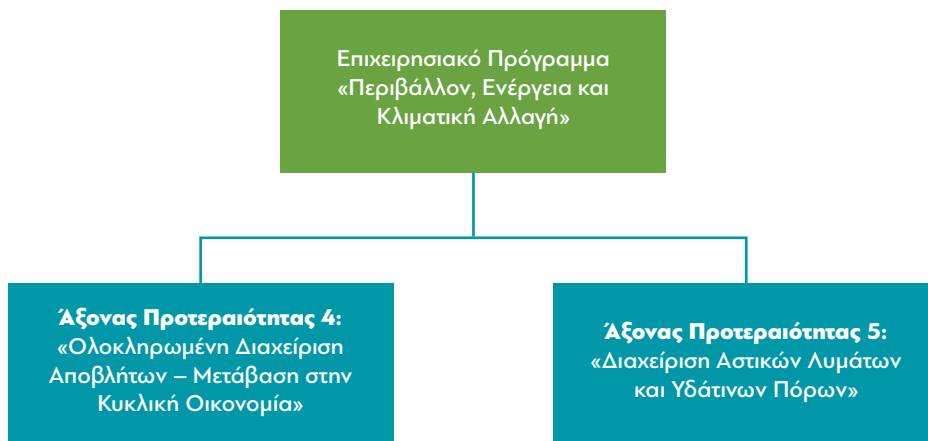 Επιχειρησιακό Πρόγραμμα
«Περιβάλλον, Ενέργεια και
Κλιματική Αλλαγή»
Άξονας Προτεραιότητας 4:
«Ολοκληρωμένη Διαχείριση
Αποβλήτων – Μετάβαση στην
Κυκλική Οικονομία»
Άξονας Προτεραιότητας 5:
«Διαχείριση Αστικών Λυμάτων
και Υδάτινων Πόρων»